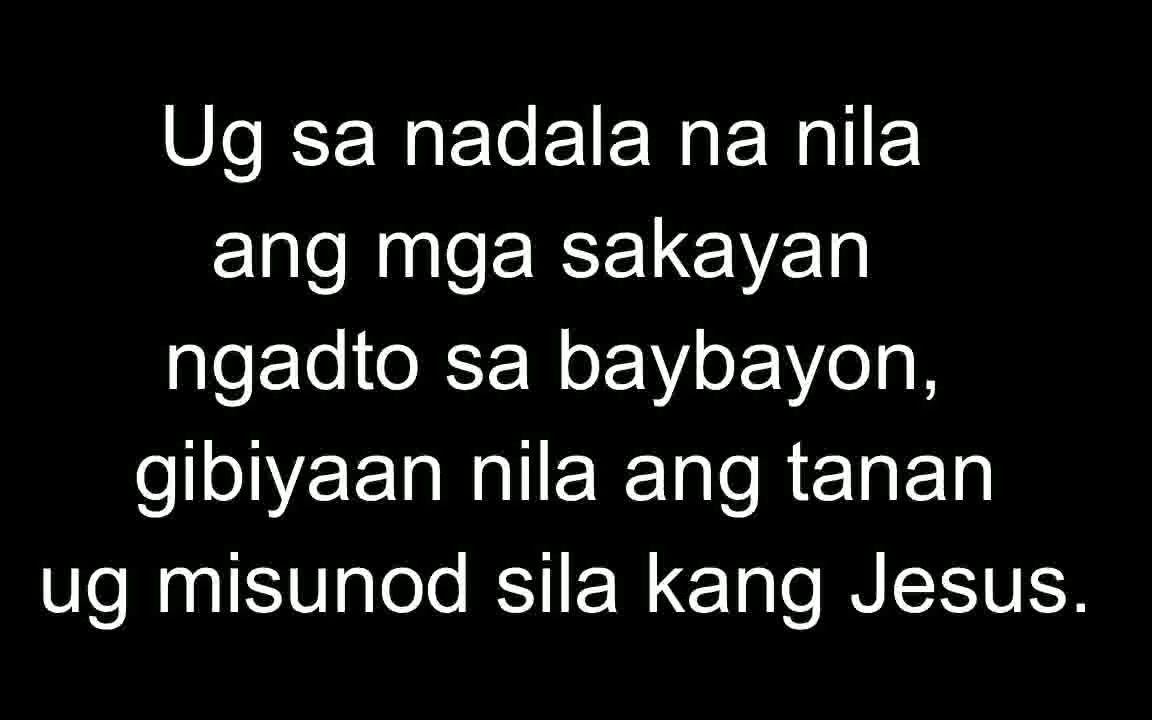 Ug sa nadala na nila
ang mga sakayan
ngadto sa baybayon,
gibiyaan nila ang tanan
ug misunod sila kang Jesus.